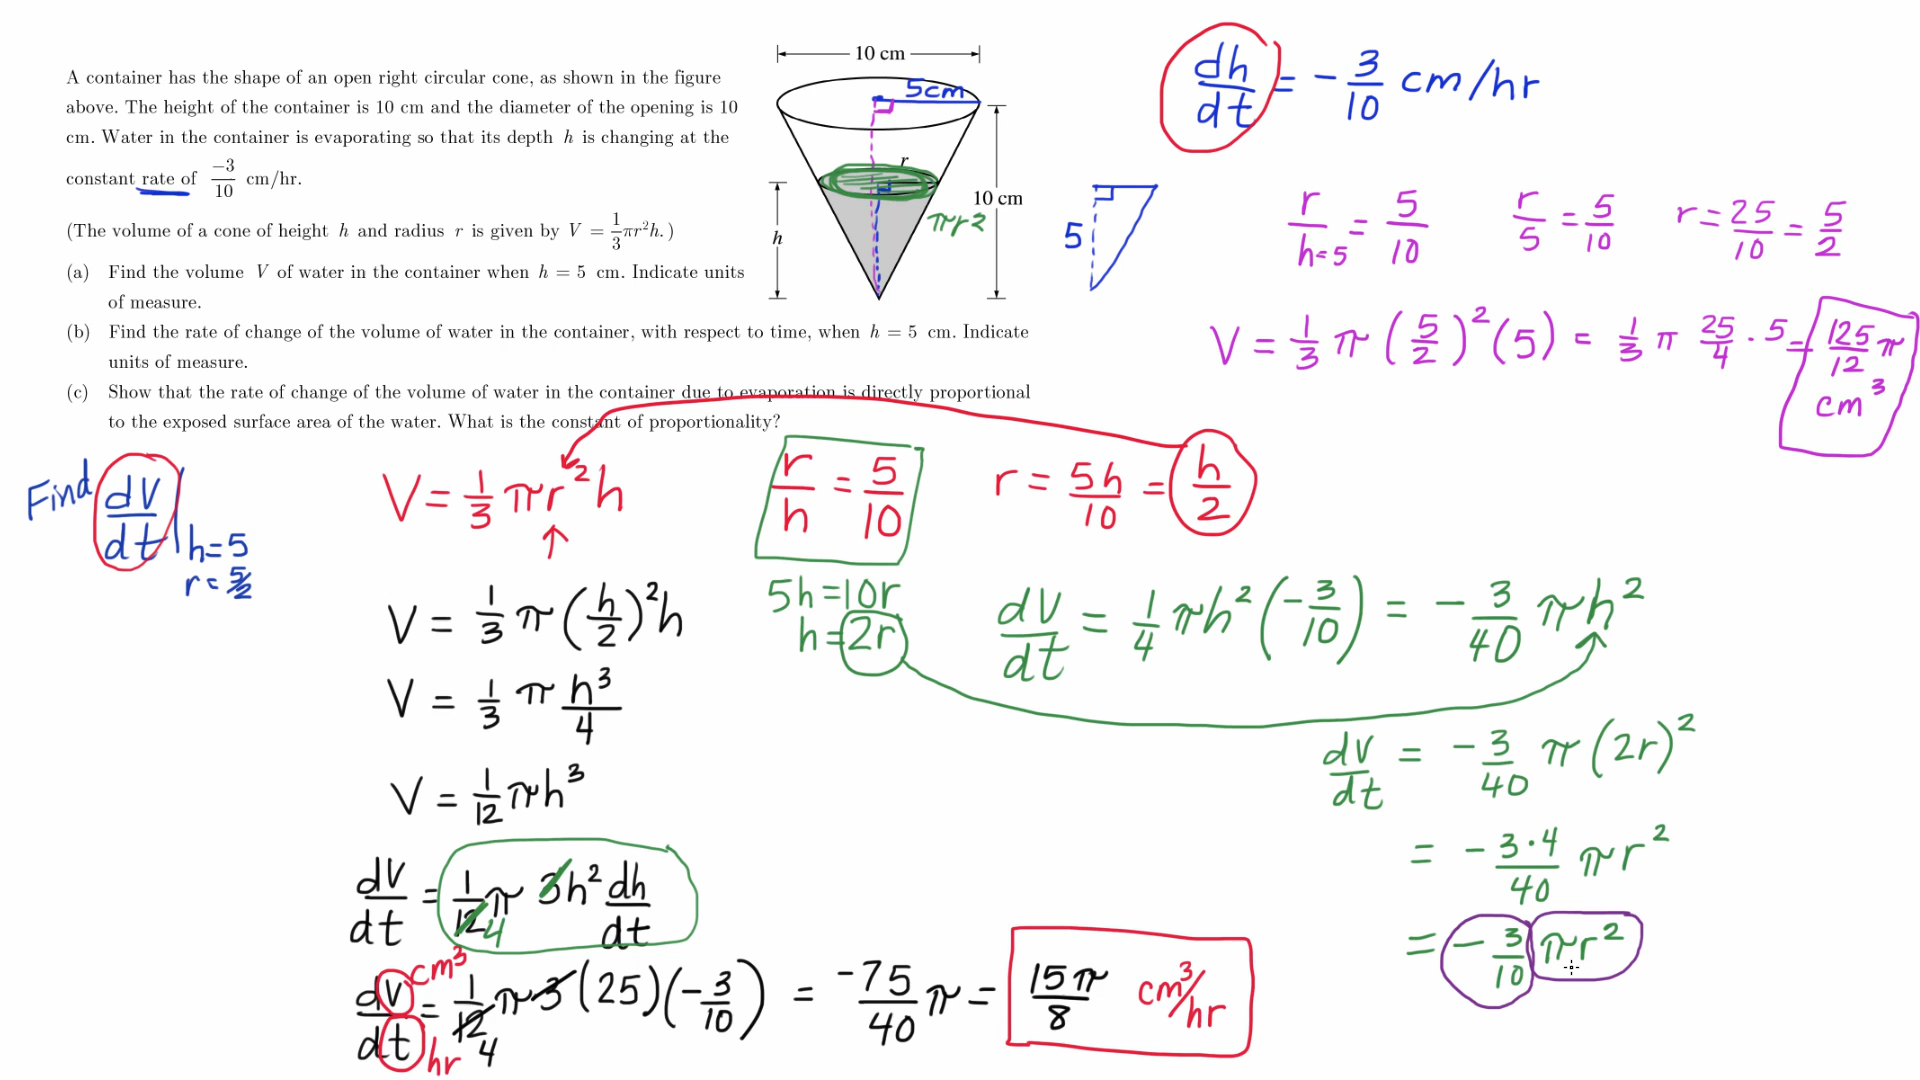 A container has the shape of an open right circular cone, as shown in the figure
above. The height of the container is 10 cm and the diameter of the opening is 10
cm. Water in the container is evaporating so that its depth h is changing at the
constant rate of -3/10 cm/hr.
(The volume of a cone of height h and radius r is given by V = 1/3 πr²h.)
(a) Find the volume V of water in the container when h = 5 cm. Indicate units
of measure.
(b) Find the rate of change of the volume of water in the container, with respect to time, when h = 5 cm. Indicate
units of measure.
(c) Show that the rate of change of the volume of water in the container due to evaporation is directly proportional
to the exposed surface area of the water. What is the constant of proportionality?
10 cm
5cm
r
10 cm
h
πr²
5
dh/dt = -3/10 cm/hr
r/h=5 = 5/10 r/5 = 5/10 r = 25/10 = 5/2
V = 1/3 π (5/2)² (5) = 1/3 π 25/4 · 5 = 125/12 π
cm³
Find dV/dt | h=5
r = 5/2
V = 1/3 πr²h
V = 1/3 π (h/2)² h
V = 1/3 π h³/4
V = 1/12 πh³
dV/dt = 1/12 π 3h² dh/dt
4
dV/dt = 1/12 π 3 (25)(-3/10) = -75/40 π = 15π/8 cm³/hr
cm³
hr
4
r/h = 5/10 r = 5h/10 = h/2
5h = 10r
h = 2r
dV/dt = 1/4 πh² (-3/10) = -3/40 πh²
dV/dt = -3/40 π (2r)²
= -3·4/40 πr²
= -3/10 πr²